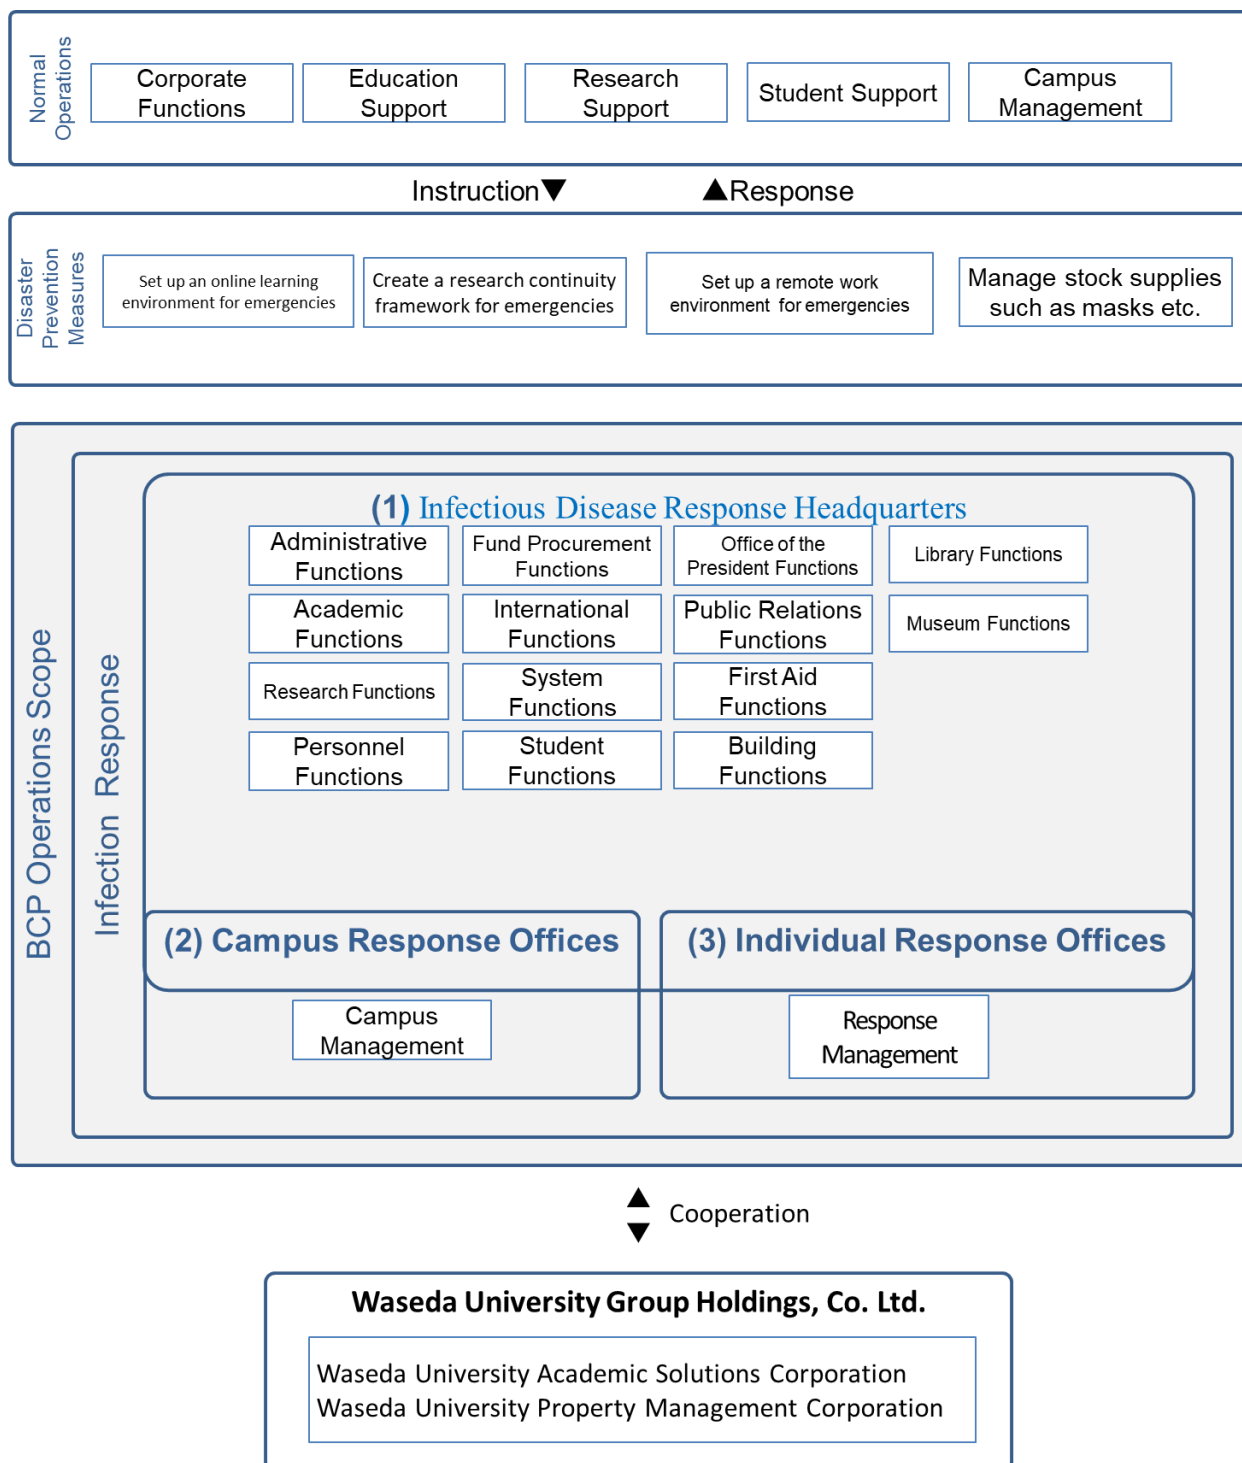 Normal
Operations
Corporate
Functions
Education
Support
Research
Support
Student Support
Campus
Management
Instruction▼
▲Response
Disaster
Prevention
Measures
Set up an online learning
environment for emergencies
Create a research continuity
framework for emergencies
Set up a remote work
environment for emergencies
Manage stock supplies
such as masks etc.
BCP Operations Scope
Infection Response
(1) Infectious Disease Response Headquarters
Administrative
Functions
Fund Procurement
Functions
Office of the
President Functions
Library Functions
Academic
Functions
International
Functions
Public Relations
Functions
Museum Functions
Research Functions
System
Functions
First Aid
Functions
Personnel
Functions
Student
Functions
Building
Functions
(2) Campus Response Offices
(3) Individual Response Offices
Campus
Management
Response
Management
▲
▼
Cooperation
Waseda University Group Holdings, Co. Ltd.
Waseda University Academic Solutions Corporation
Waseda University Property Management Corporation